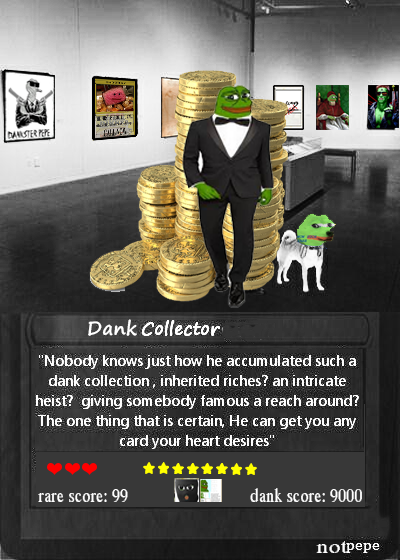 DANKSTER PEPE
Dank Collector
"Nobody knows just how he accumulated such a
dank collection , inherited riches? an intricate
heist?  giving somebody famous a reach around?
The one thing that is certain, He can get you any
card your heart desires"
rare score: 99
dank score: 9000
notpepe